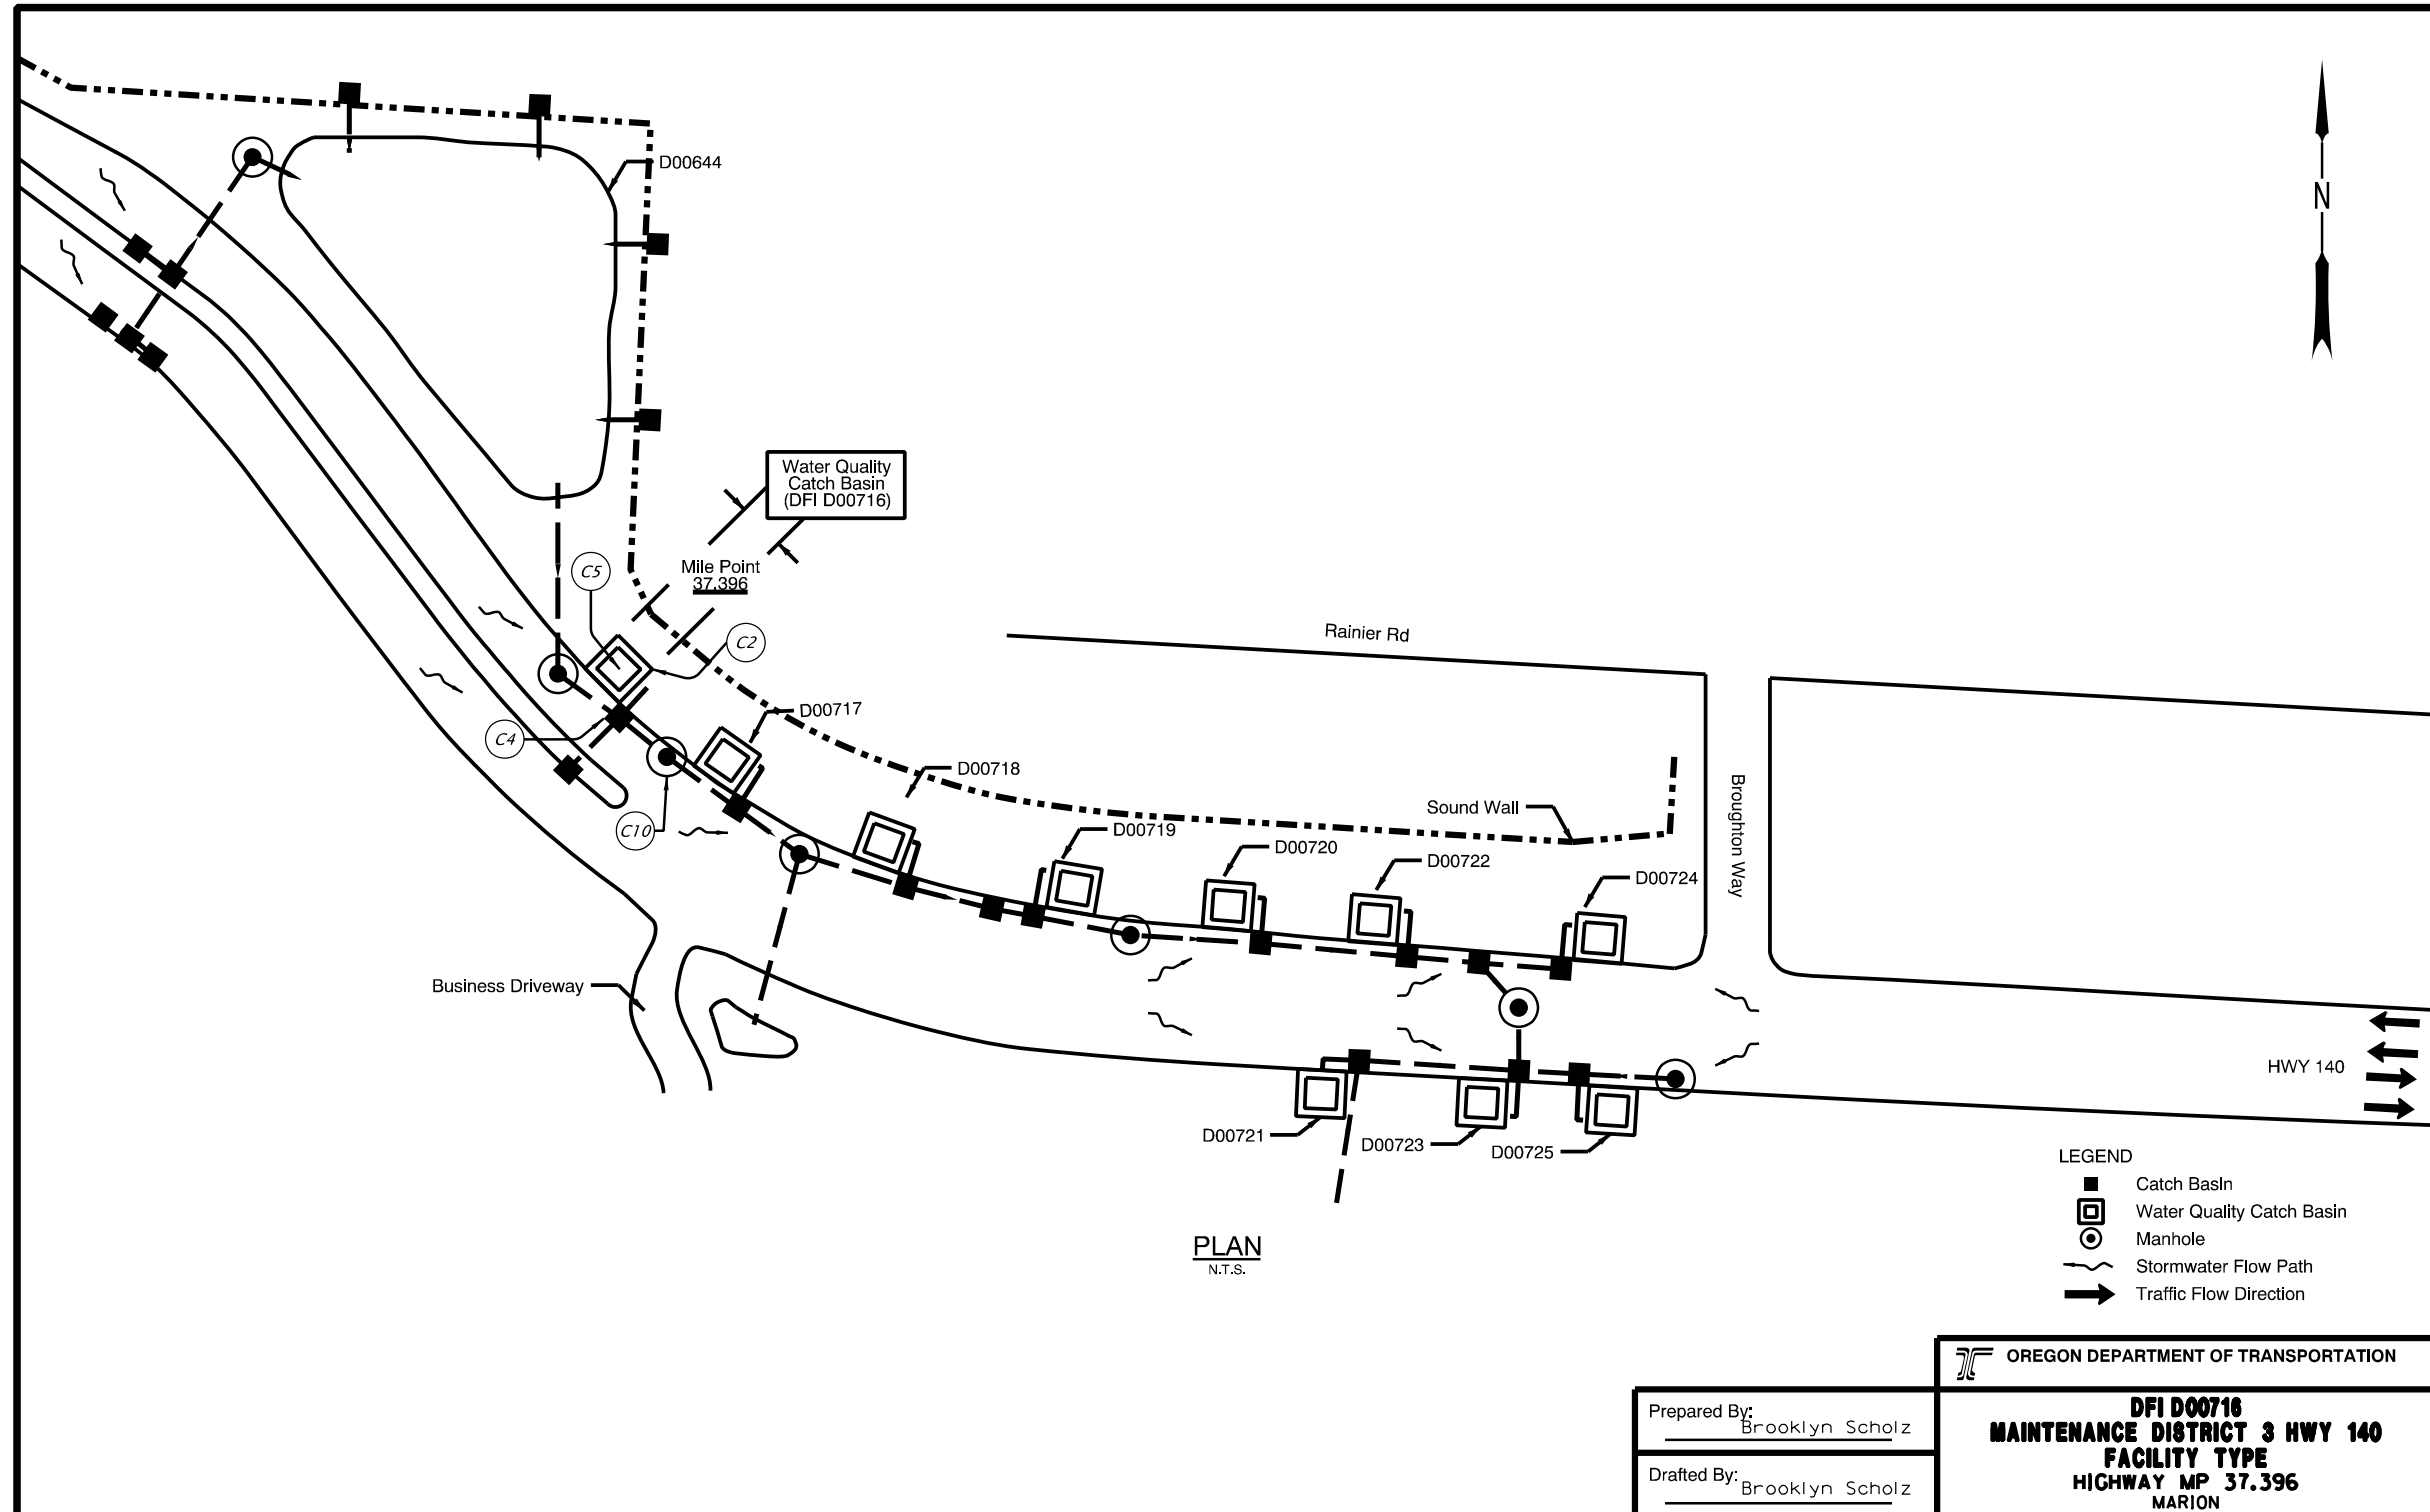 D00644
N
Water Quality
Catch Basin
(DFI D00716)
C5
Mile Point
37.396
C2
Rainier Rd
D00717
C4
D00718
Broughton Way
Sound Wall
C10
D00719
D00720
D00722
D00724
Business Driveway
HWY 140
D00721
D00723
D00725
LEGEND
Catch Basin
Water Quality Catch Basin
Manhole
Stormwater Flow Path
Traffic Flow Direction
PLAN
N.T.S.
OREGON DEPARTMENT OF TRANSPORTATION
Prepared By:
Brooklyn Scholz
Drafted By:
Brooklyn Scholz
DFI D00716
MAINTENANCE DISTRICT 3 HWY 140
FACILITY TYPE
HIGHWAY MP 37.396
MARION